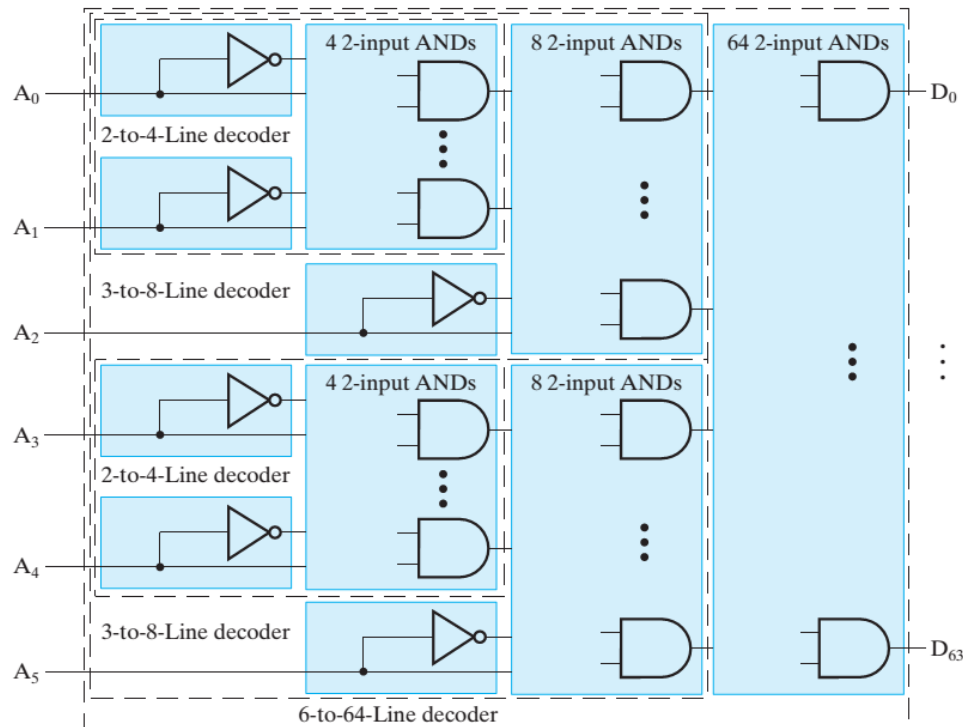 4 2-input ANDs 8 2-input ANDs 64 2-input ANDs
A0 D0
2-to-4-Line decoder
A1
3-to-8-Line decoder
A2
4 2-input ANDs 8 2-input ANDs
A3
2-to-4-Line decoder
A4
3-to-8-Line decoder
D63
A5
6-to-64-Line decoder